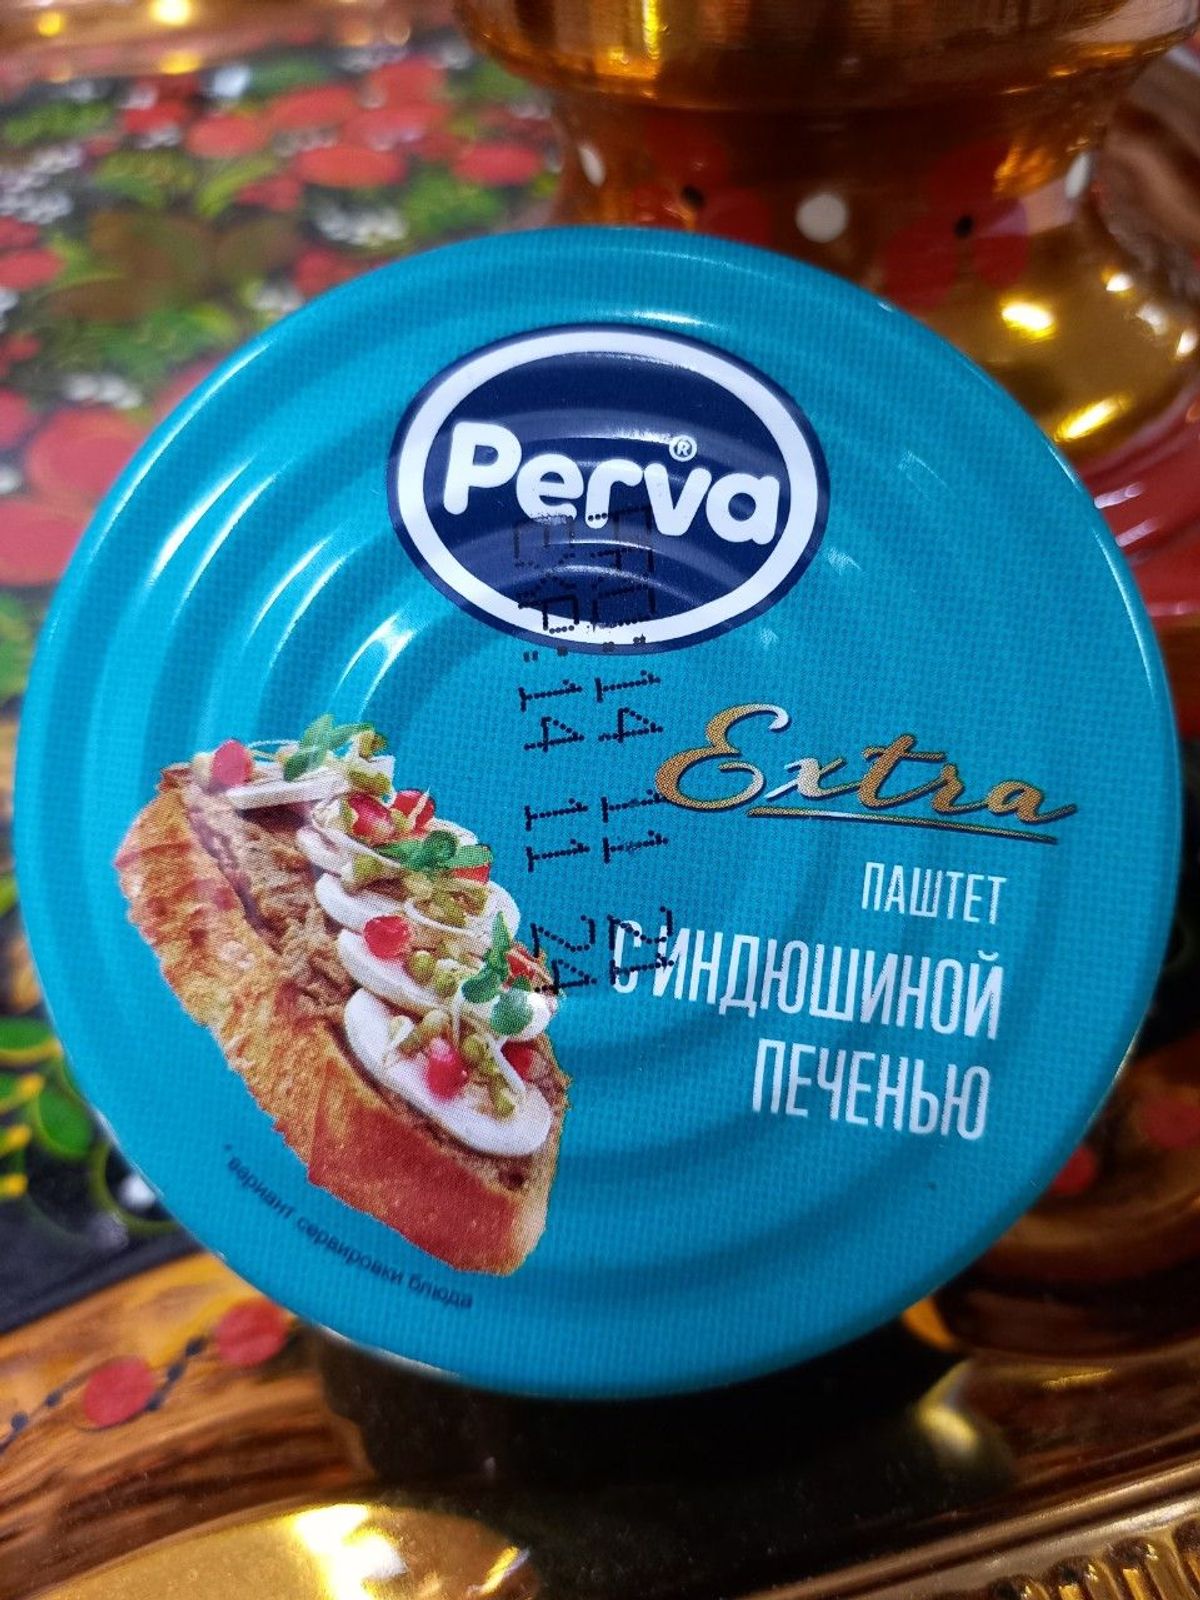 Perva®
Extra
ПАШТЕТ
С ИНДЮШИНОЙ
ПЕЧЕНЬЮ
* вариант сервировки блюда